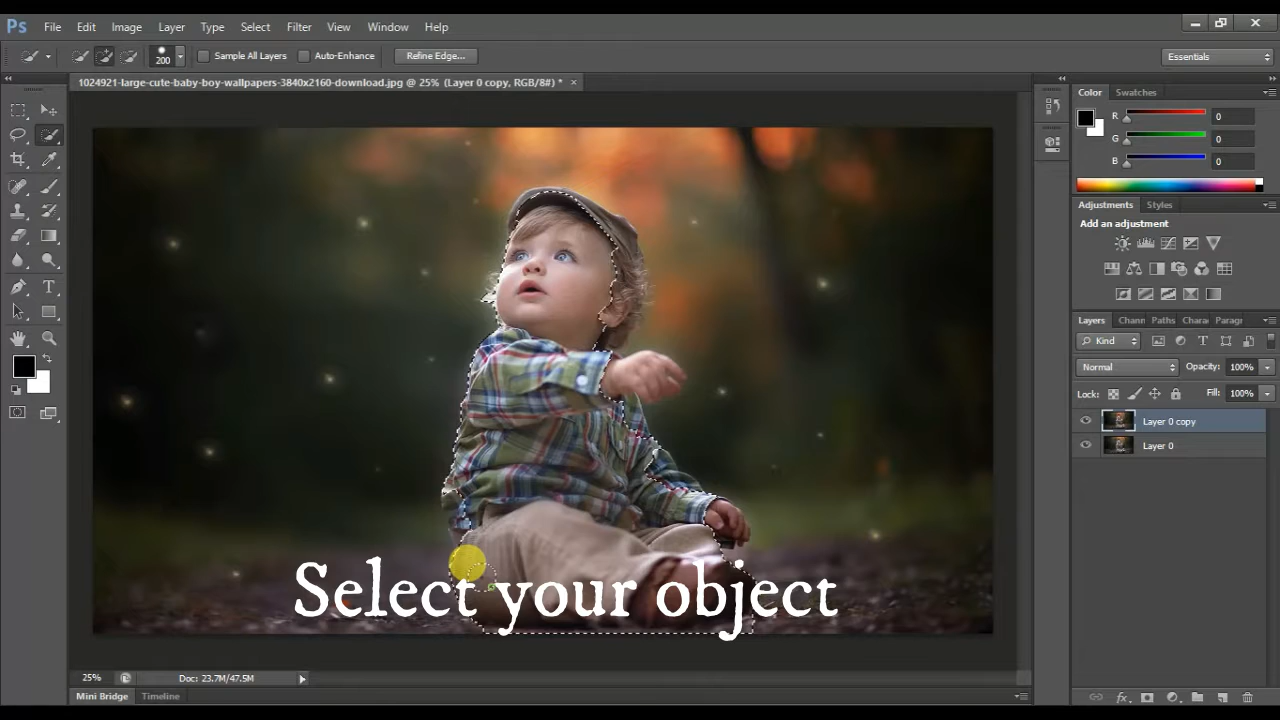 Ps File Edit Image Layer Type Select Filter View Window Help
200 Sample All Layers Auto-Enhance Refine Edge... Essentials
1024921-large-cute-baby-boy-wallpapers-3840x2160-download.jpg @ 25% (Layer 0 copy, RGB/8#) * ×
Color Swatches
R 0
G 0
B 0
Adjustments Styles
Add an adjustment
Layers Chann Paths Chara Paragr
Kind
Normal Opacity: 100%
Lock: Fill: 100%
Layer 0 copy
Layer 0
Select your object
25% Doc: 23.7M/47.5M
Mini Bridge Timeline